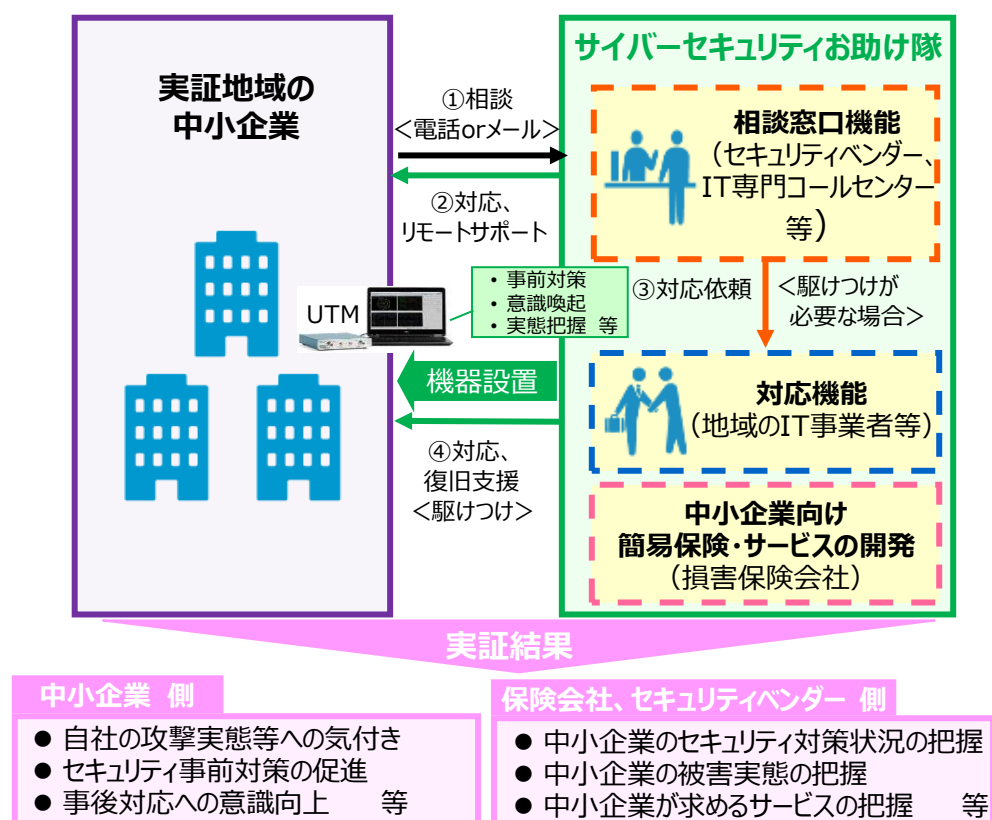 実証地域の
中小企業
①相談
<電話orメール>
②対応、
リモートサポート
UTM
・ 事前対策
・ 意識喚起
・ 実態把握 等
機器設置
④対応、
復旧支援
<駆けつけ>
サイバーセキュリティお助け隊
相談窓口機能
(セキュリティベンダー、
IT専門コールセンター
等)
③対応依頼
<駆けつけが
必要な場合>
対応機能
(地域のIT事業者等)
中小企業向け
簡易保険・サービスの開発
(損害保険会社)
実証結果
中小企業 側
● 自社の攻撃実態等への気付き
● セキュリティ事前対策の促進
● 事後対応への意識向上 等
保険会社、セキュリティベンダー 側
● 中小企業のセキュリティ対策状況の把握
● 中小企業の被害実態の把握
● 中小企業が求めるサービスの把握 等